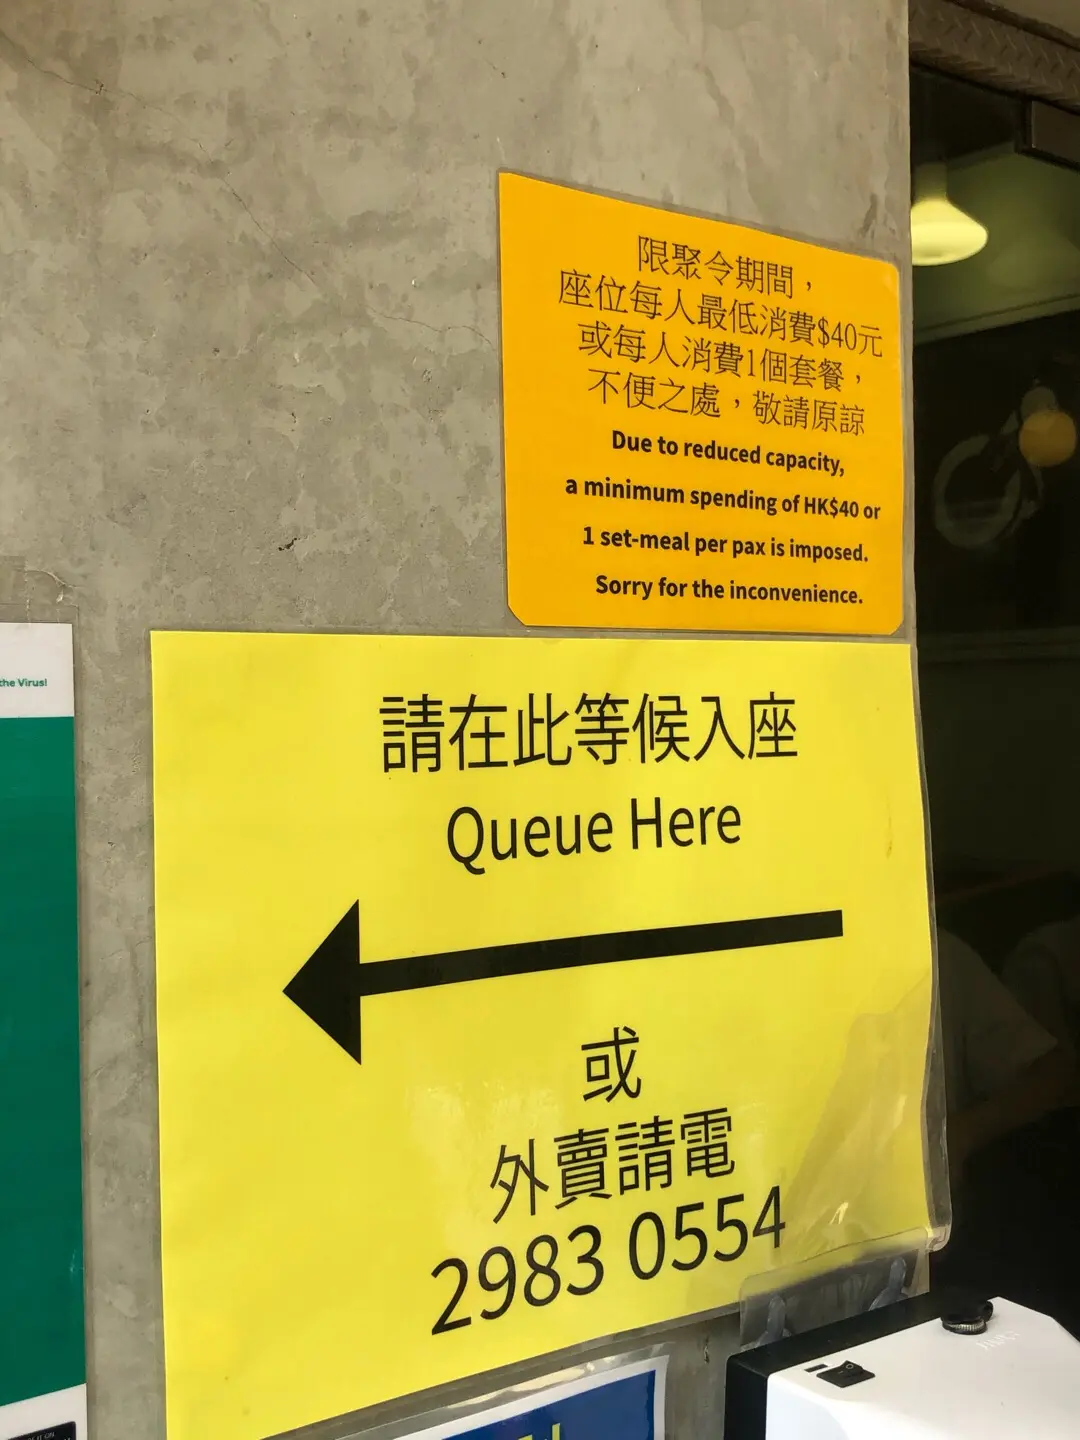 限聚令期間，
座位每人最低消費$40元
或每人消費1個套餐，
不便之處，敬請原諒
Due to reduced capacity,
a minimum spending of HK$40 or
1 set-meal per pax is imposed.
Sorry for the inconvenience.
the Virus!
請在此等候入座
Queue Here
或
外賣請電
2983 0554